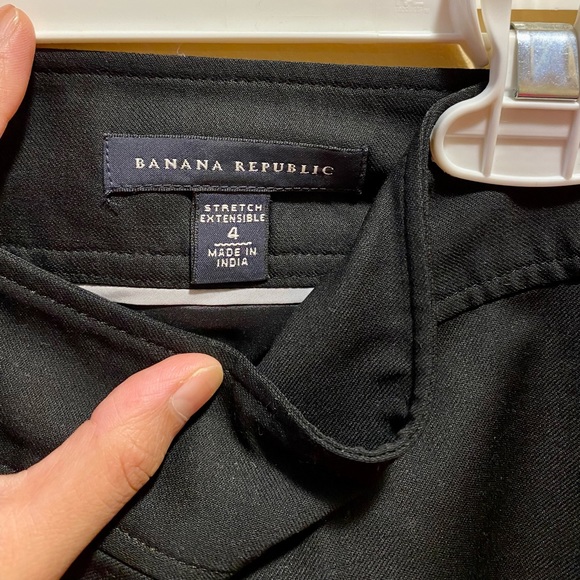 BANANA REPUBLIC
STRETCH
EXTENSIBLE
4
MADE IN
INDIA